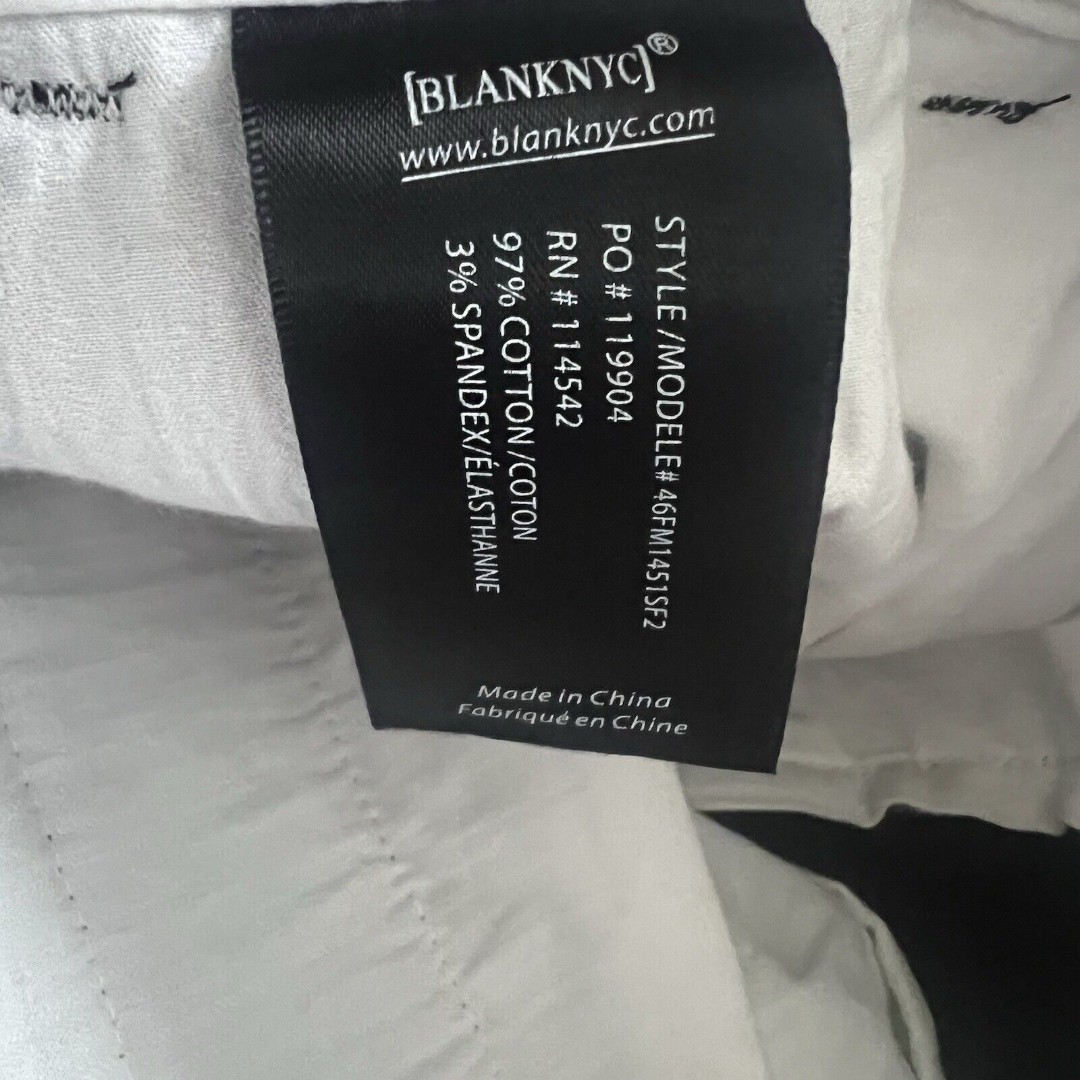 [BLANKNYC]®
www.blanknyc.com
STYLE/MODELE# 46FM1451SF2
PO # 119904
RN # 114542
97% COTTON/COTON
3% SPANDEX/ÉLASTHANNE
Made in China
Fabriqué en Chine